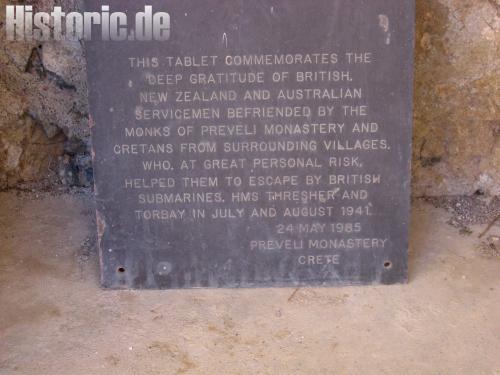 Historic.de
THIS TABLET COMMEMORATES THE
DEEP GRATITUDE OF BRITISH,
NEW ZEALAND AND AUSTRALIAN
SERVICEMEN BEFRIENDED BY THE
MONKS OF PREVELI MONASTERY AND
CRETANS FROM SURROUNDING VILLAGES,
WHO, AT GREAT PERSONAL RISK,
HELPED THEM TO ESCAPE BY BRITISH
SUBMARINES, HMS THRESHER AND
TORBAY IN JULY AND AUGUST 1941.
24 MAY 1985
PREVELI MONASTERY
CRETE